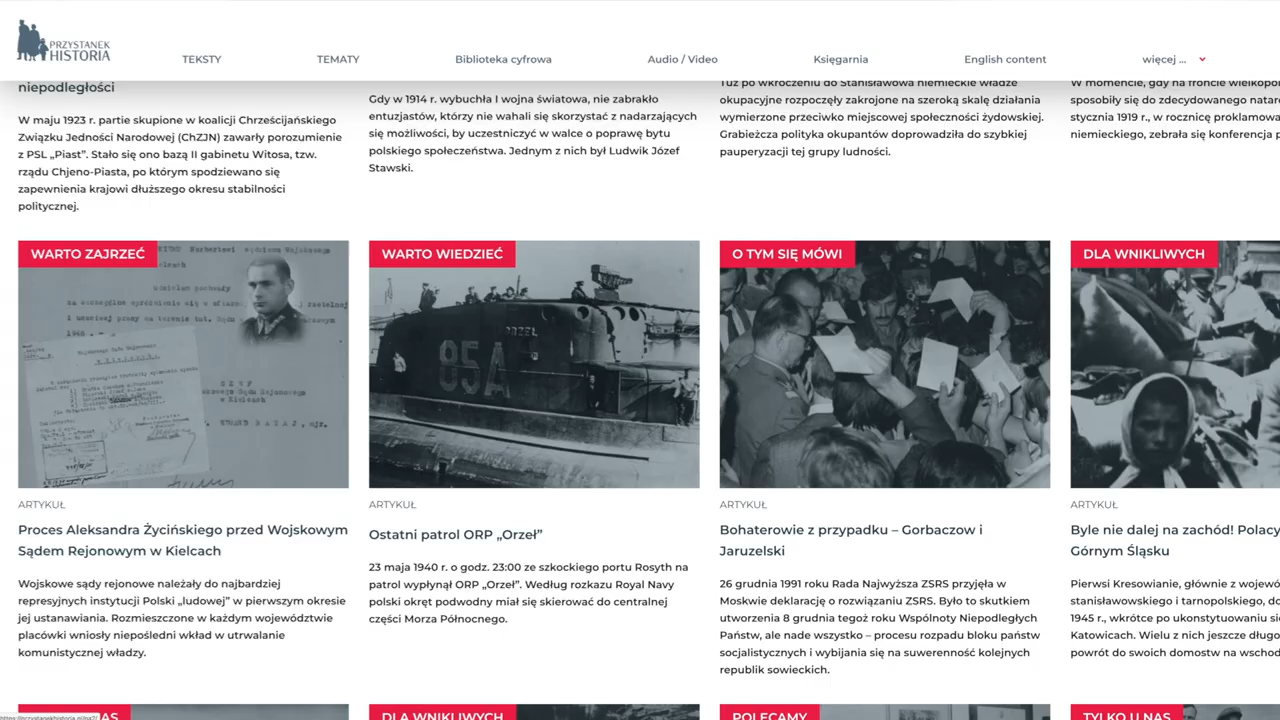 PRZYSTANEK
HISTORIA
TEKSTY
TEMATY
Biblioteka cyfrowa
Audio / Video
Księgarnia
English content
więcej ...
niepodległości
W maju 1923 r. partie skupione w koalicji Chrześcijańskiego
Związku Jedności Narodowej (ChZJN) zawarły porozumienie
z PSL „Piast”. Stało się ono bazą II gabinetu Witosa, tzw.
rządu Chjeno-Piasta, po którym spodziewano się
zapewnienia krajowi dłuższego okresu stabilności
politycznej.
Gdy w 1914 r. wybuchła I wojna światowa, nie zabrakło
entuzjastów, którzy nie wahali się skorzystać z nadarzających
się możliwości, by uczestniczyć w walce o poprawę bytu
polskiego społeczeństwa. Jednym z nich był Ludwik Józef
Stawski.
Tuż po wkroczeniu do Stanisławowa niemieckie władze
okupacyjne rozpoczęły zakrojone na szeroką skalę działania
wymierzone przeciwko miejscowej społeczności żydowskiej.
Grabieżcza polityka okupantów doprowadziła do szybkiej
pauperyzacji tej grupy ludności.
W momencie, gdy na froncie
sposobiły się do zdecydowanego
stycznia 1919 r., w rocznicę
niemieckiego, zebrała się konferencja
WARTO ZAJRZEĆ
ARTYKUŁ
Proces Aleksandra Życińskiego przed Wojskowym
Sądem Rejonowym w Kielcach
Wojskowe sądy rejonowe należały do najbardziej
represyjnych instytucji Polski „ludowej” w pierwszym okresie
jej ustanawiania. Rozmieszczone w każdym województwie
placówki wniosły niepośledni wkład w utrwalanie
komunistycznej władzy.
WARTO WIEDZIEĆ
ORZEŁ
85A
ARTYKUŁ
Ostatni patrol ORP „Orzeł”
23 maja 1940 r. o godz. 23:00 ze szkockiego portu Rosyth na
patrol wypłynął ORP „Orzeł”. Według rozkazu Royal Navy
polski okręt podwodny miał się skierować do centralnej
części Morza Północnego.
O TYM SIĘ MÓWI
ARTYKUŁ
Bohaterowie z przypadku – Gorbaczow i
Jaruzelski
26 grudnia 1991 roku Rada Najwyższa ZSRS przyjęła w
Moskwie deklarację o rozwiązaniu ZSRS. Było to skutkiem
utworzenia 8 grudnia tegoż roku Wspólnoty Niepodległych
Państw, ale nade wszystko – procesu rozpadu bloku państw
socjalistycznych i wybijania się na suwerenność kolejnych
republik sowieckich.
DLA WNIKLIWYCH
ARTYKUŁ
Byle nie dalej na zachód! Polacy
Górnym Śląsku
Pierwsi Kresowianie, głównie z
stanisławowskiego i tarnopolskiego,
1945 r., wkrótce po ukonstytuowaniu
Katowicach. Wielu z nich jeszcze
powrót do swoich domostw na
DLA WNIKLIWYCH
POLECAMY
TYLKO U NAS